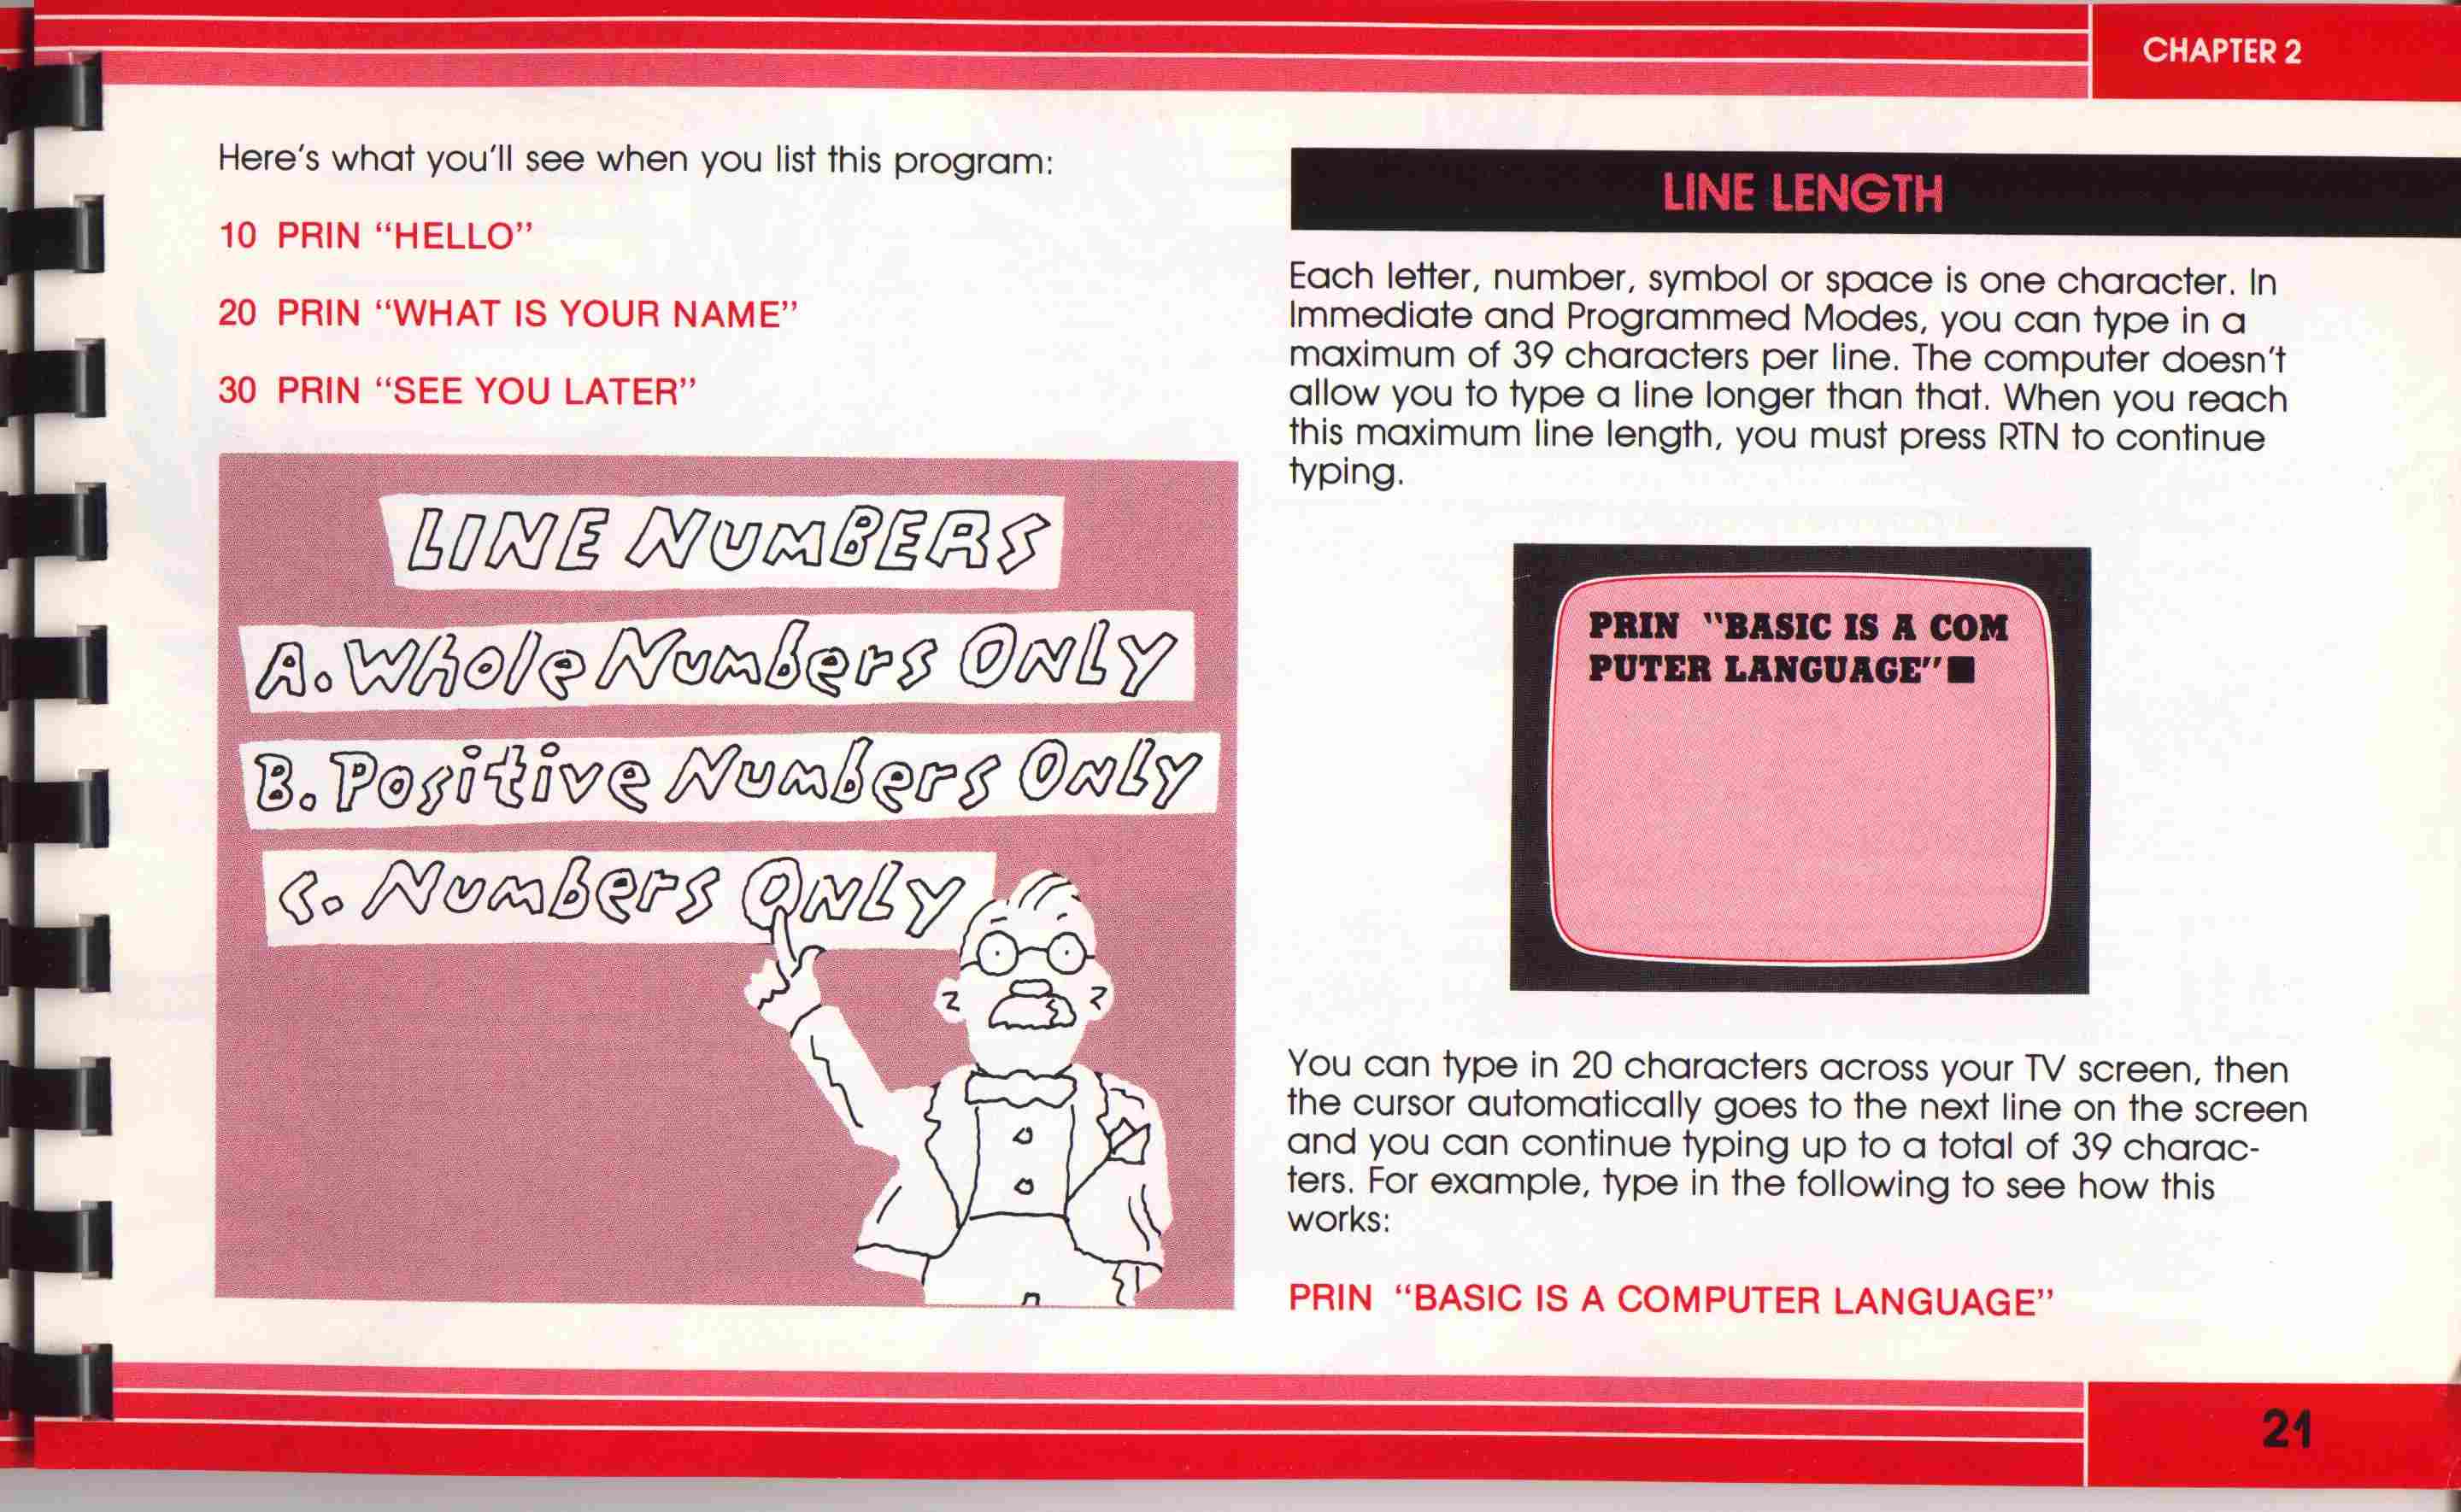 CHAPTER 2
Here's what you'll see when you list this program:
10 PRIN “HELLO”
20 PRIN “WHAT IS YOUR NAME”
30 PRIN “SEE YOU LATER”
LINE NUMBERS
A. Whole Numbers ONLY
B. Positive Numbers ONLY
C. Numbers ONLY
LINE LENGTH
Each letter, number, symbol or space is one character. In
Immediate and Programmed Modes, you can type in a
maximum of 39 characters per line. The computer doesn't
allow you to type a line longer than that. When you reach
this maximum line length, you must press RTN to continue
typing.
PRIN "BASIC IS A COM
PUTER LANGUAGE"■
You can type in 20 characters across your TV screen, then
the cursor automatically goes to the next line on the screen
and you can continue typing up to a total of 39 charac-
ters. For example, type in the following to see how this
works:
PRIN “BASIC IS A COMPUTER LANGUAGE”
21